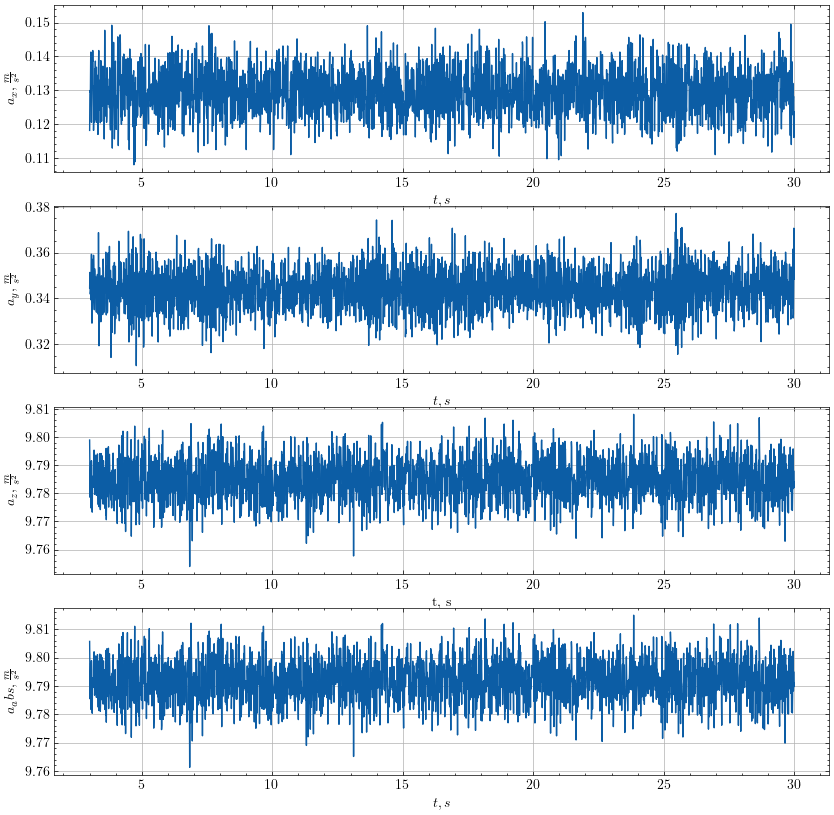 0.15
0.14
0.13
0.12
0.11
a_x, m/s²
5 10 15 20 25 30
t, s
0.38
0.36
0.34
0.32
a_y, m/s²
5 10 15 20 25 30
t, s
9.81
9.80
9.79
9.78
9.77
9.76
a_z, m/s²
5 10 15 20 25 30
t, s
9.81
9.80
9.79
9.78
9.77
9.76
a_abs, m/s²
5 10 15 20 25 30
t, s